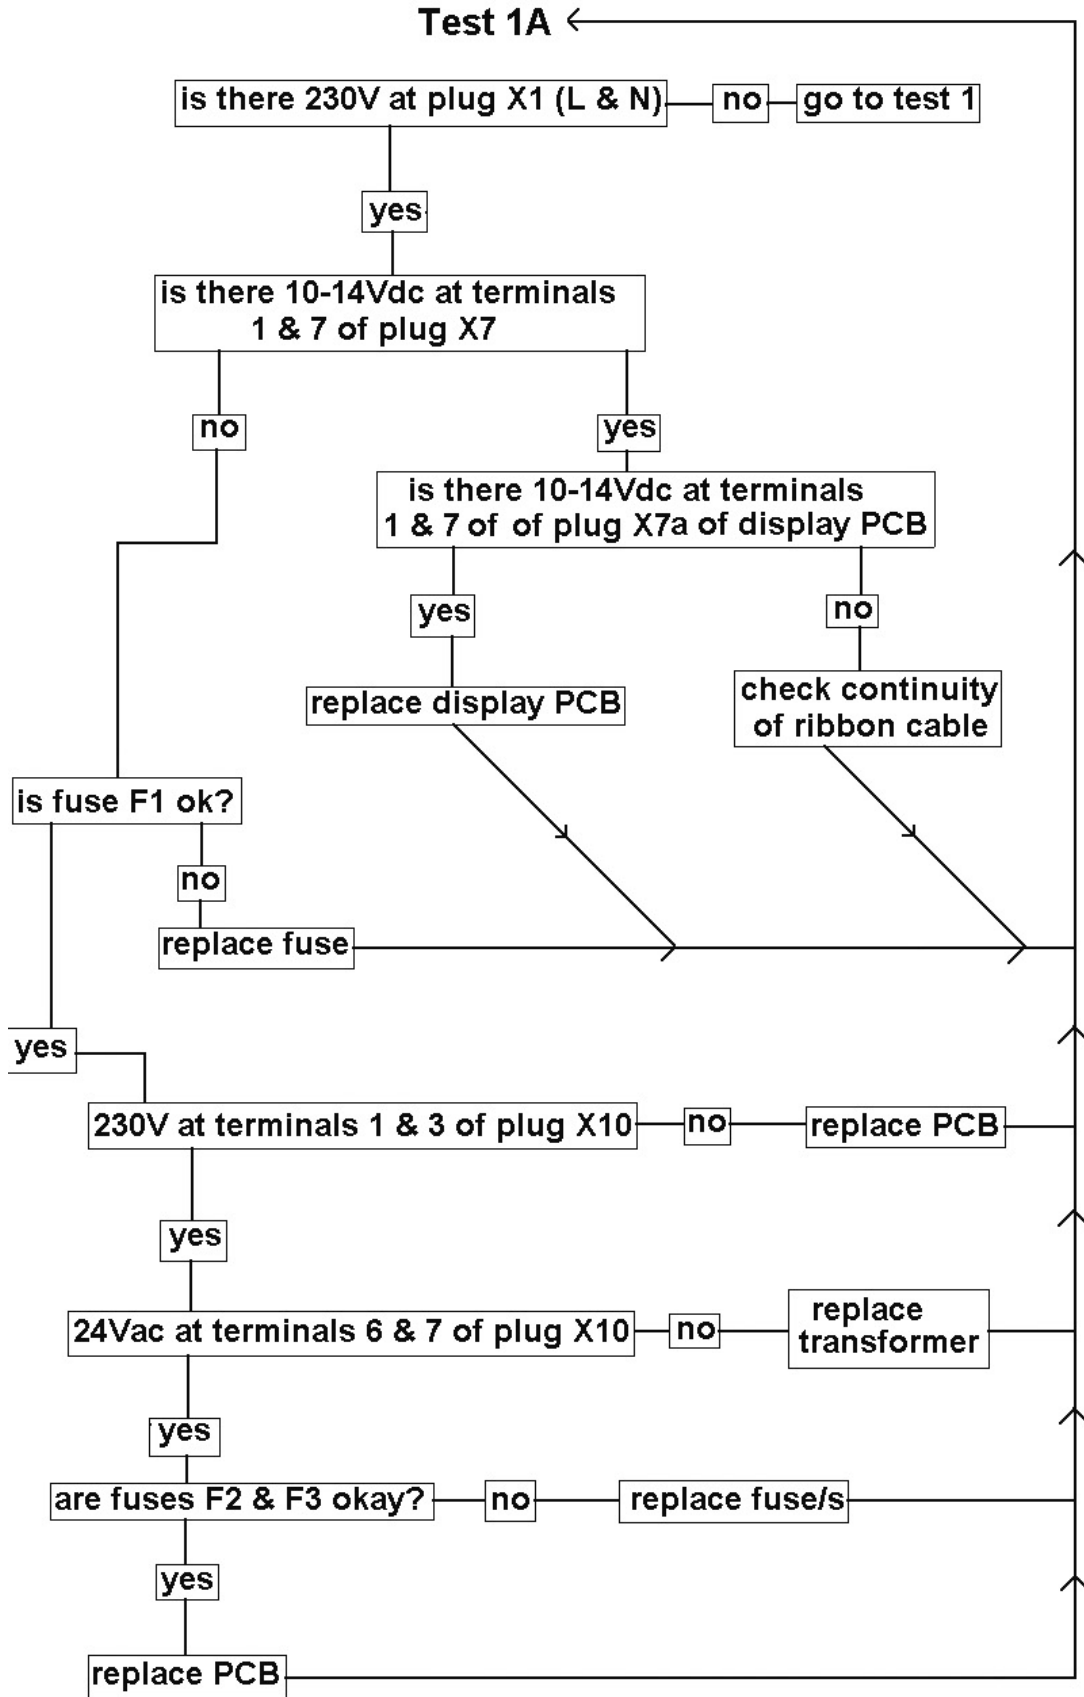 Test 1A
is there 230V at plug X1 (L & N)
no
go to test 1
yes
is there 10-14Vdc at terminals
1 & 7 of plug X7
no
yes
is there 10-14Vdc at terminals
1 & 7 of of plug X7a of display PCB
yes
no
replace display PCB
check continuity
of ribbon cable
is fuse F1 ok?
no
replace fuse
yes
230V at terminals 1 & 3 of plug X10
no
replace PCB
yes
24Vac at terminals 6 & 7 of plug X10
no
replace
transformer
yes
are fuses F2 & F3 okay?
no
replace fuse/s
yes
replace PCB